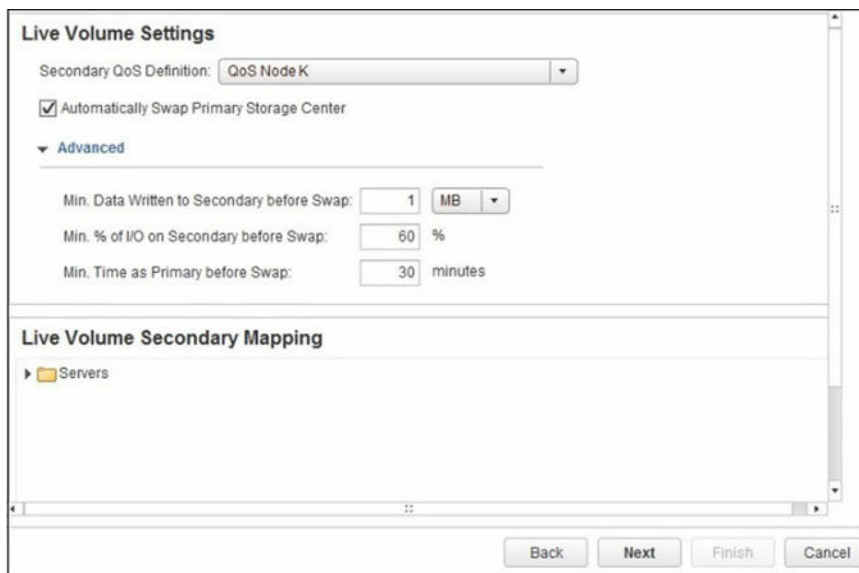 Live Volume Settings
Secondary QoS Definition: QoS Node K
Automatically Swap Primary Storage Center
Advanced
Min. Data Written to Secondary before Swap: 1 MB
Min. % of I/O on Secondary before Swap: 60 %
Min. Time as Primary before Swap: 30 minutes
Live Volume Secondary Mapping
Servers
Back Next Finish Cancel